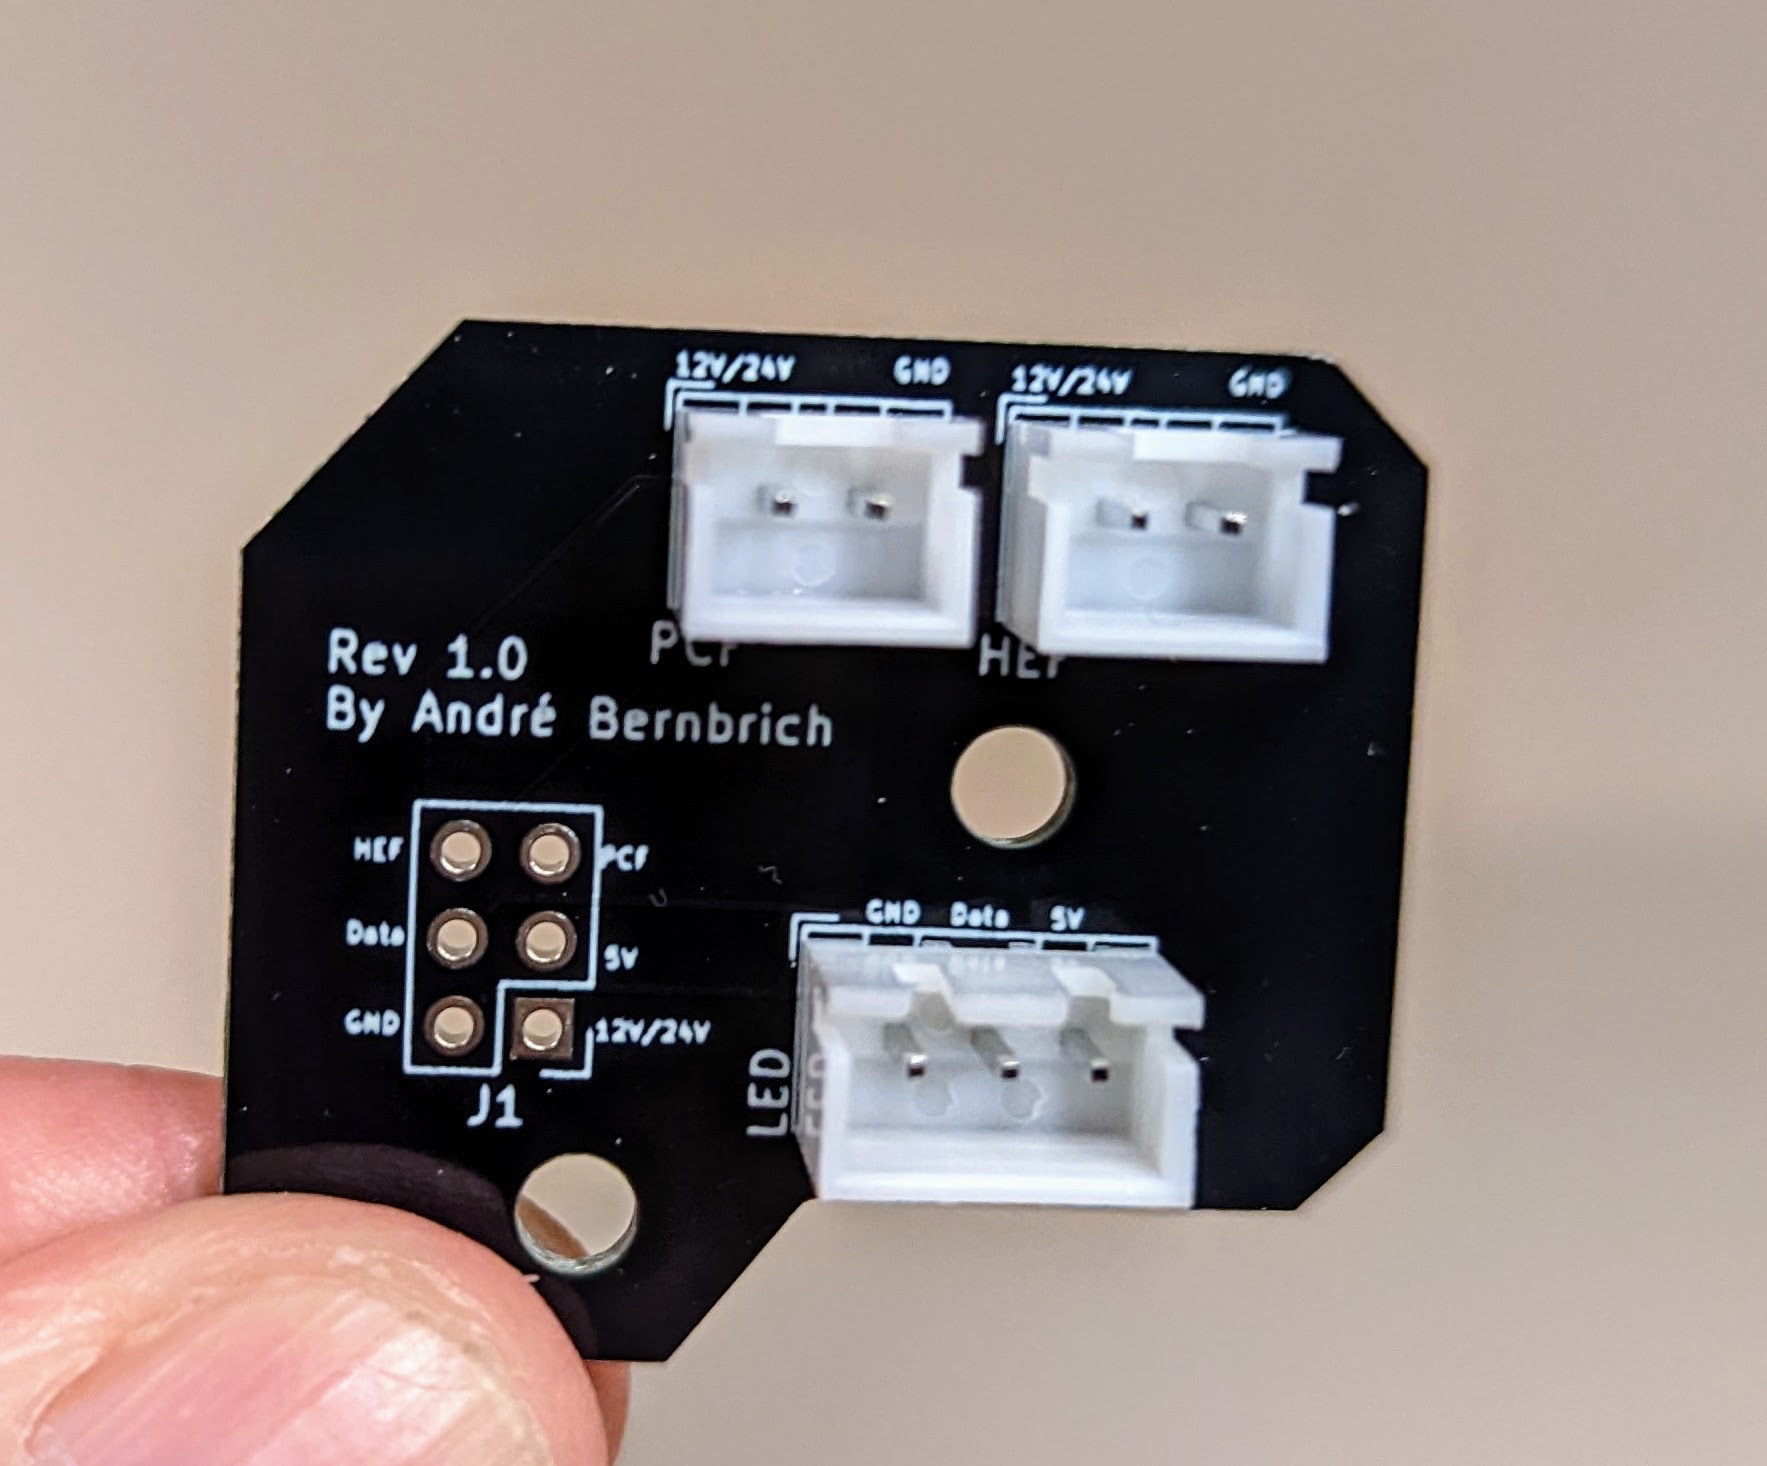 12V/24V GND
12V/24V GND
PCF
HEF
Rev 1.0
By André Bernbrich
HEF
PCF
Data
5V
GND
12V/24V
J1
GND Data 5V
LED